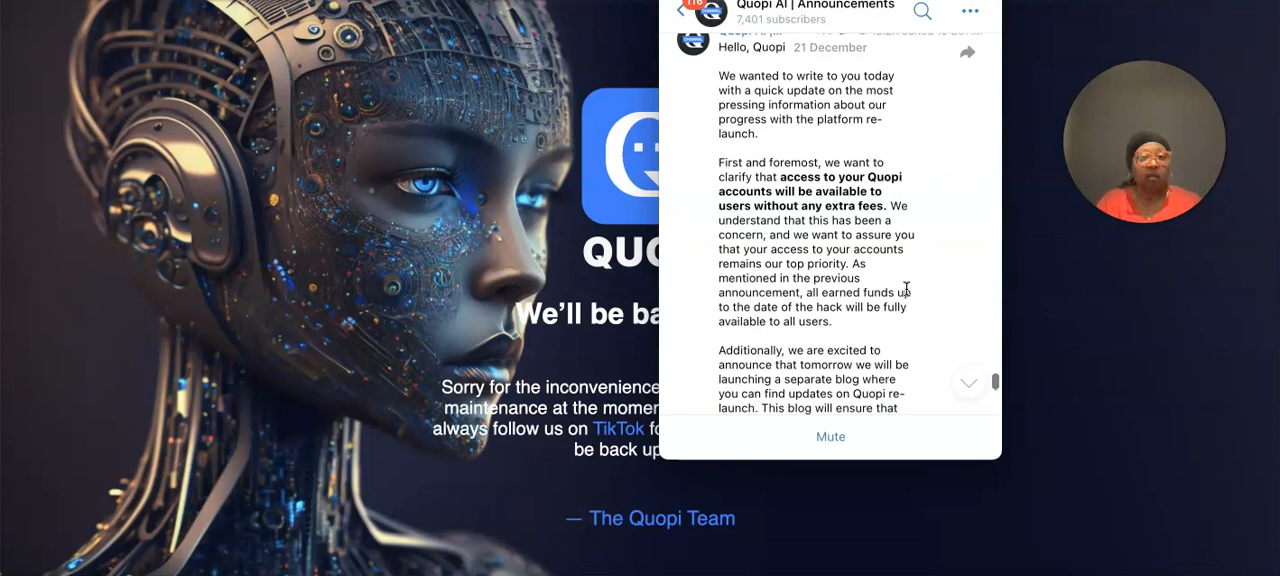 116
Quopi AI | Announcements
7,401 subscribers
CHANNEL
Hello, Quopi 21 December
We wanted to write to you today
with a quick update on the most
pressing information about our
progress with the platform re-
launch.
First and foremost, we want to
clarify that access to your Quopi
accounts will be available to
users without any extra fees. We
understand that this has been a
concern, and we want to assure you
that your access to your accounts
remains our top priority. As
mentioned in the previous
announcement, all earned funds up
to the date of the hack will be fully
available to all users.
Additionally, we are excited to
announce that tomorrow we will be
launching a separate blog where
you can find updates on Quopi re-
launch. This blog will ensure that
Mute
QUO
We'll be ba
Sorry for the inconvenience
maintenance at the momen
always follow us on TikTok fo
be back up
— The Quopi Team